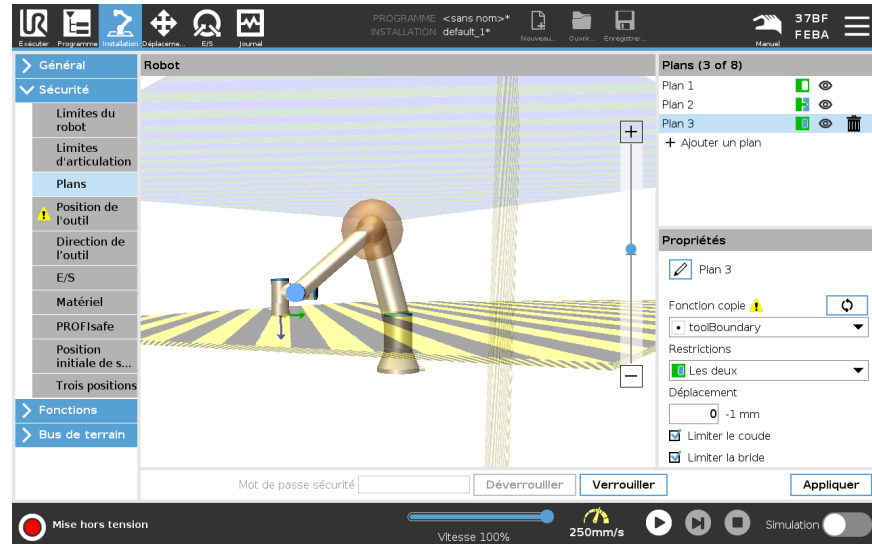 UR
PROGRAMME <sans nom>*
INSTALLATION default_1*
Exécuter
Programme
Installation
Déplaceme...
E/S
Journal
Nouveau...
Ouvrir...
Enregistrer...
Manuel
37BF
FEBA
Général
Sécurité
Limites du
robot
Limites
d'articulation
Plans
Position de
l'outil
Direction de
l'outil
E/S
Matériel
PROFIsafe
Position
initiale de s...
Trois positions
Fonctions
Bus de terrain
Robot
+
−
Plans (3 of 8)
Plan 1
Plan 2
Plan 3
+ Ajouter un plan
Propriétés
Plan 3
Fonction copie
toolBoundary
Restrictions
Les deux
Déplacement
0 -1 mm
Limiter le coude
Limiter la bride
Mot de passe sécurité
Déverrouiller
Verrouiller
Appliquer
Mise hors tension
Vitesse 100%
250mm/s
Simulation